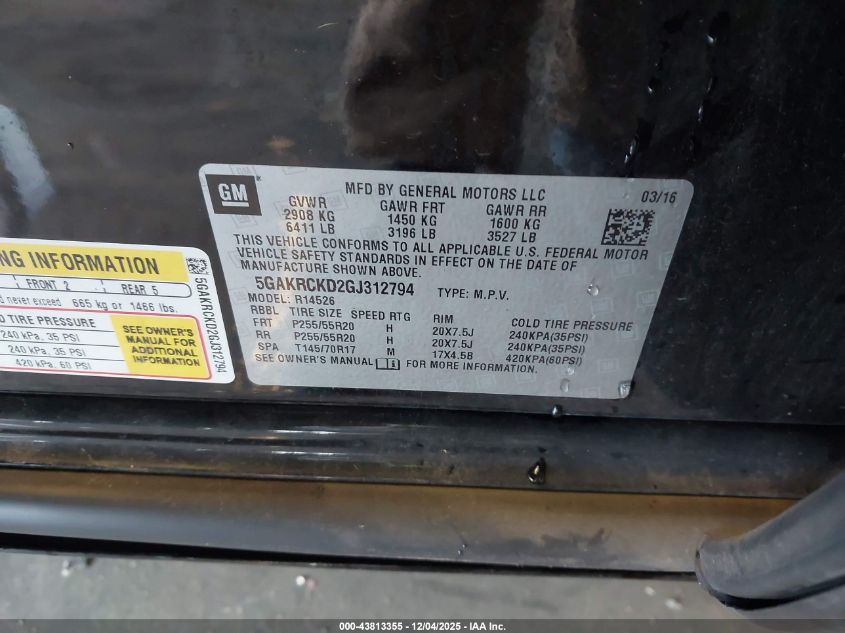 GM
MFD BY GENERAL MOTORS LLC 03/16
GVWR GAWR FRT GAWR RR
2908 KG 1450 KG 1600 KG
6411 LB 3196 LB 3527 LB
THIS VEHICLE CONFORMS TO ALL APPLICABLE U.S. FEDERAL MOTOR
VEHICLE SAFETY STANDARDS IN EFFECT ON THE DATE OF
MANUFACTURE SHOWN ABOVE.
5GAKRCKD2GJ312794 TYPE: M.P.V.
MODEL: R14526
RBBL TIRE SIZE SPEED RTG RIM COLD TIRE PRESSURE
FRT P255/55R20 H 20X7.5J 240KPA(35PSI)
RR P255/55R20 H 20X7.5J 240KPA(35PSI)
SPA T145/70R17 M 17X4.5B 420KPA(60PSI)
SEE OWNER'S MANUAL FOR MORE INFORMATION.
NG INFORMATION
FRONT 2 REAR 5
d never exceed 665 kg or 1466 lbs.
D TIRE PRESSURE
240 kPa, 35 PSI
240 kPa, 35 PSI
420 kPa, 60 PSI
SEE OWNER'S
MANUAL FOR
ADDITIONAL
INFORMATION
5GAKRCKD2GJ312794
000-43813355 - 12/04/2025 - IAA Inc.